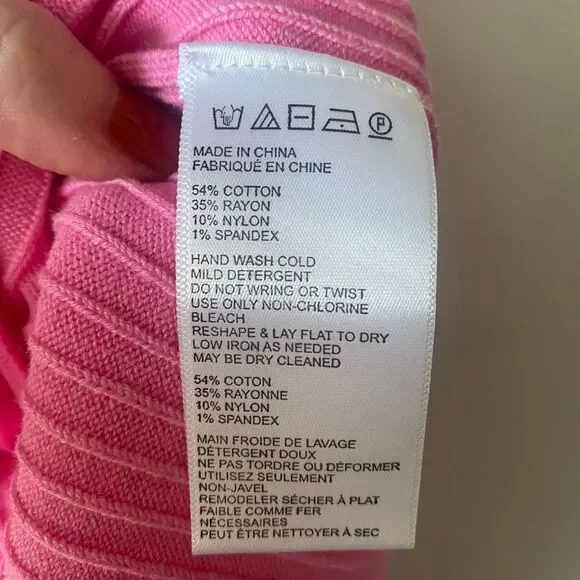 MADE IN CHINA
FABRIQUÉ EN CHINE
54% COTTON
35% RAYON
10% NYLON
1% SPANDEX
HAND WASH COLD
MILD DETERGENT
DO NOT WRING OR TWIST
USE ONLY NON-CHLORINE
BLEACH
RESHAPE & LAY FLAT TO DRY
LOW IRON AS NEEDED
MAY BE DRY CLEANED
54% COTON
35% RAYONNE
10% NYLON
1% SPANDEX
MAIN FROIDE DE LAVAGE
DÉTERGENT DOUX
NE PAS TORDRE OU DÉFORMER
UTILISEZ SEULEMENT
NON-JAVEL
REMODELER SÉCHER À PLAT
FAIBLE COMME FER
NÉCESSAIRES
PEUT ÊTRE NETTOYER À SEC